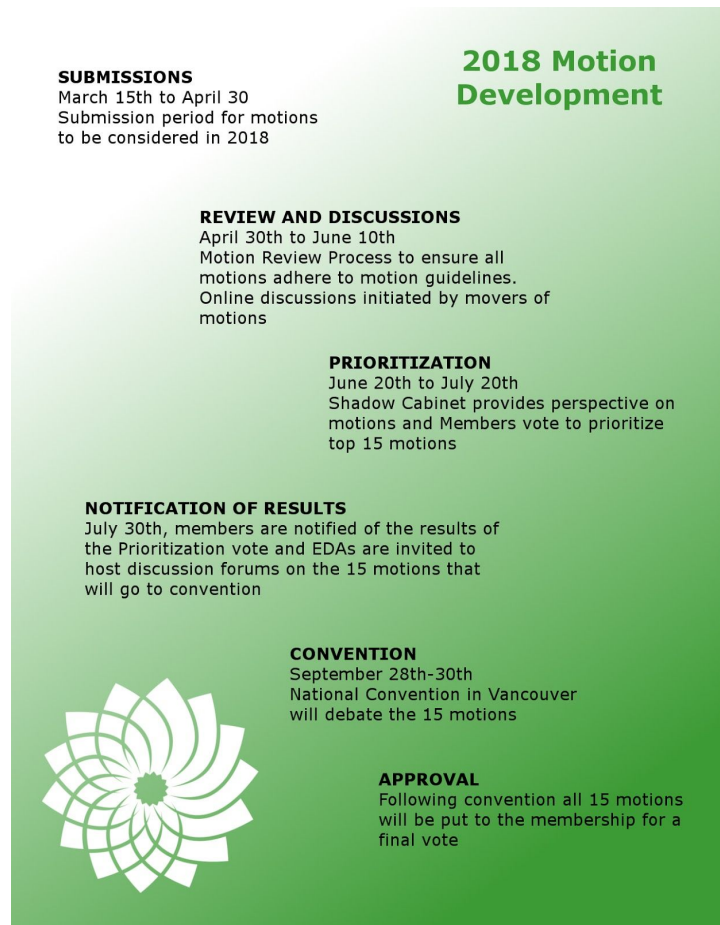 2018 Motion
Development
SUBMISSIONS
March 15th to April 30
Submission period for motions
to be considered in 2018
REVIEW AND DISCUSSIONS
April 30th to June 10th
Motion Review Process to ensure all
motions adhere to motion guidelines.
Online discussions initiated by movers of
motions
PRIORITIZATION
June 20th to July 20th
Shadow Cabinet provides perspective on
motions and Members vote to prioritize
top 15 motions
NOTIFICATION OF RESULTS
July 30th, members are notified of the results of
the Prioritization vote and EDAs are invited to
host discussion forums on the 15 motions that
will go to convention
CONVENTION
September 28th-30th
National Convention in Vancouver
will debate the 15 motions
APPROVAL
Following convention all 15 motions
will be put to the membership for a
final vote